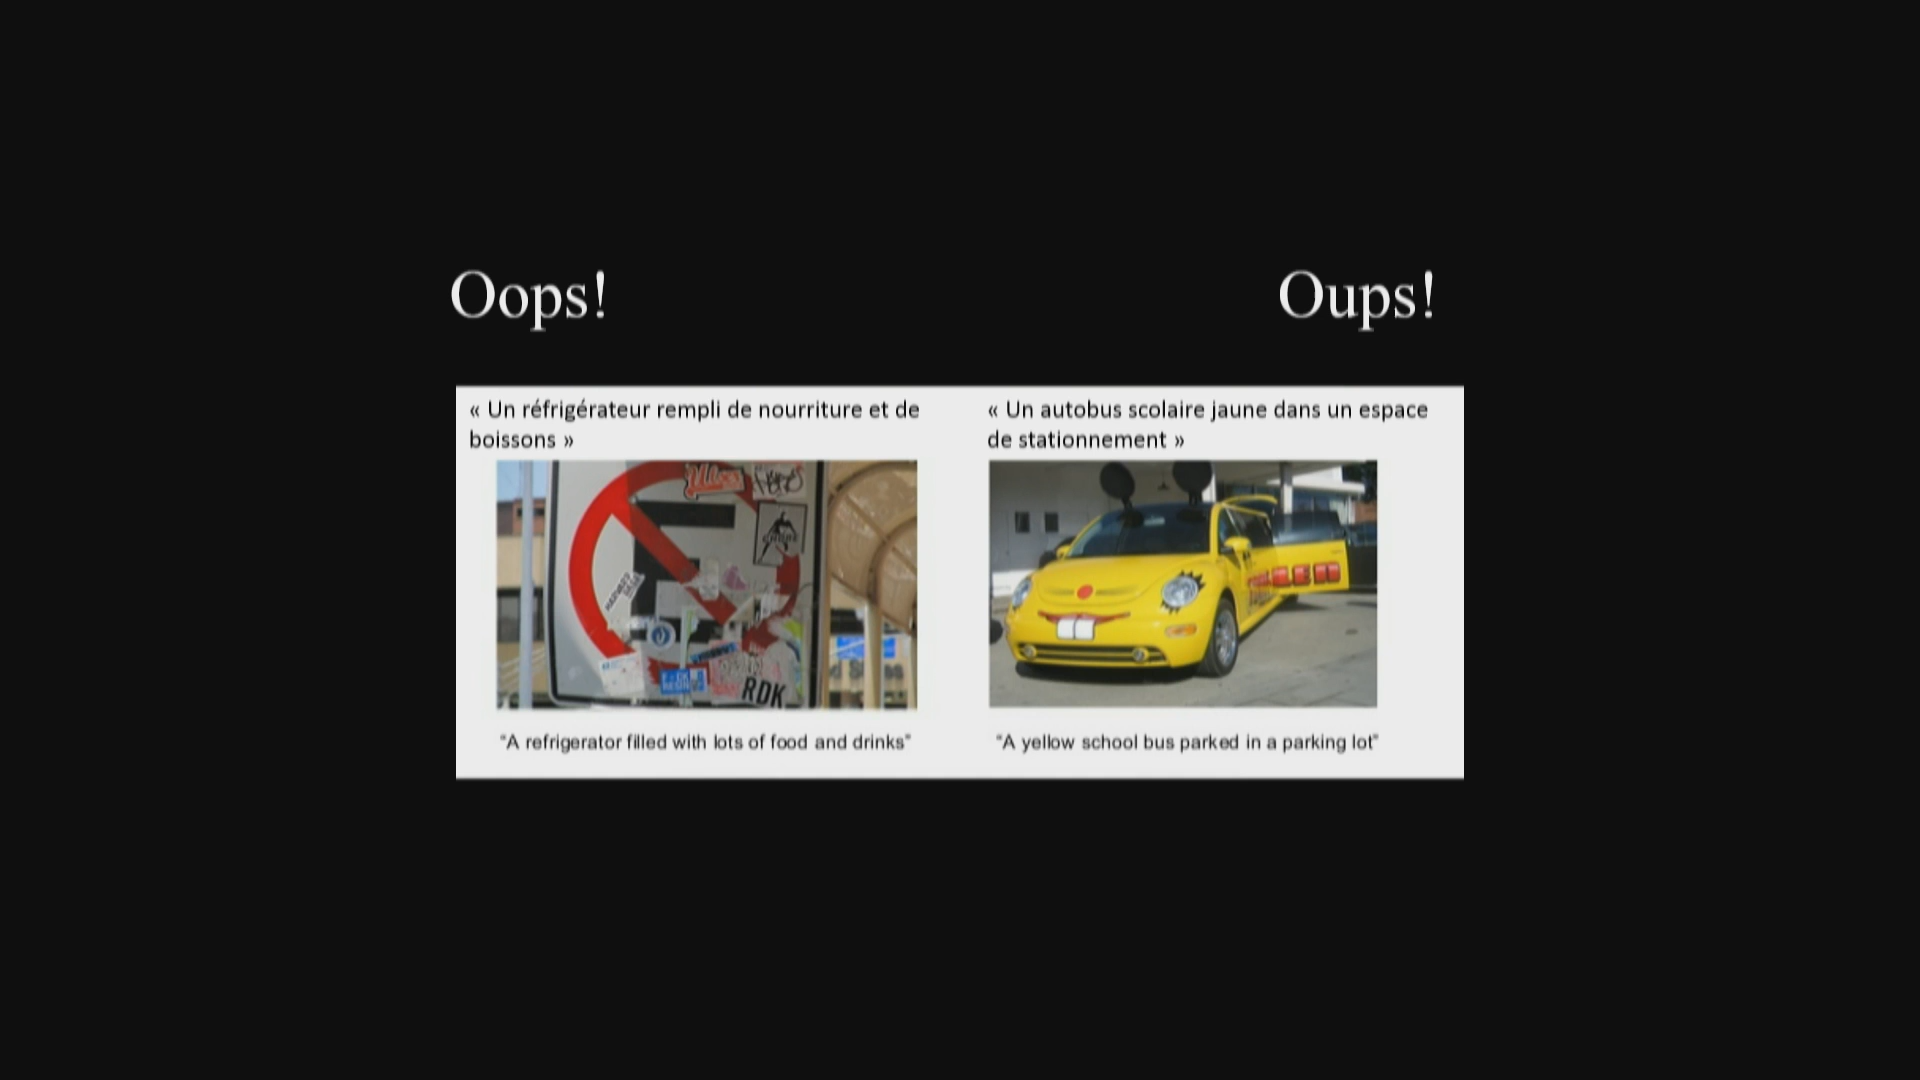 Oops!
Oups!
« Un réfrigérateur rempli de nourriture et de
boissons »
« Un autobus scolaire jaune dans un espace
de stationnement »
RDK
"A refrigerator filled with lots of food and drinks"
"A yellow school bus parked in a parking lot"